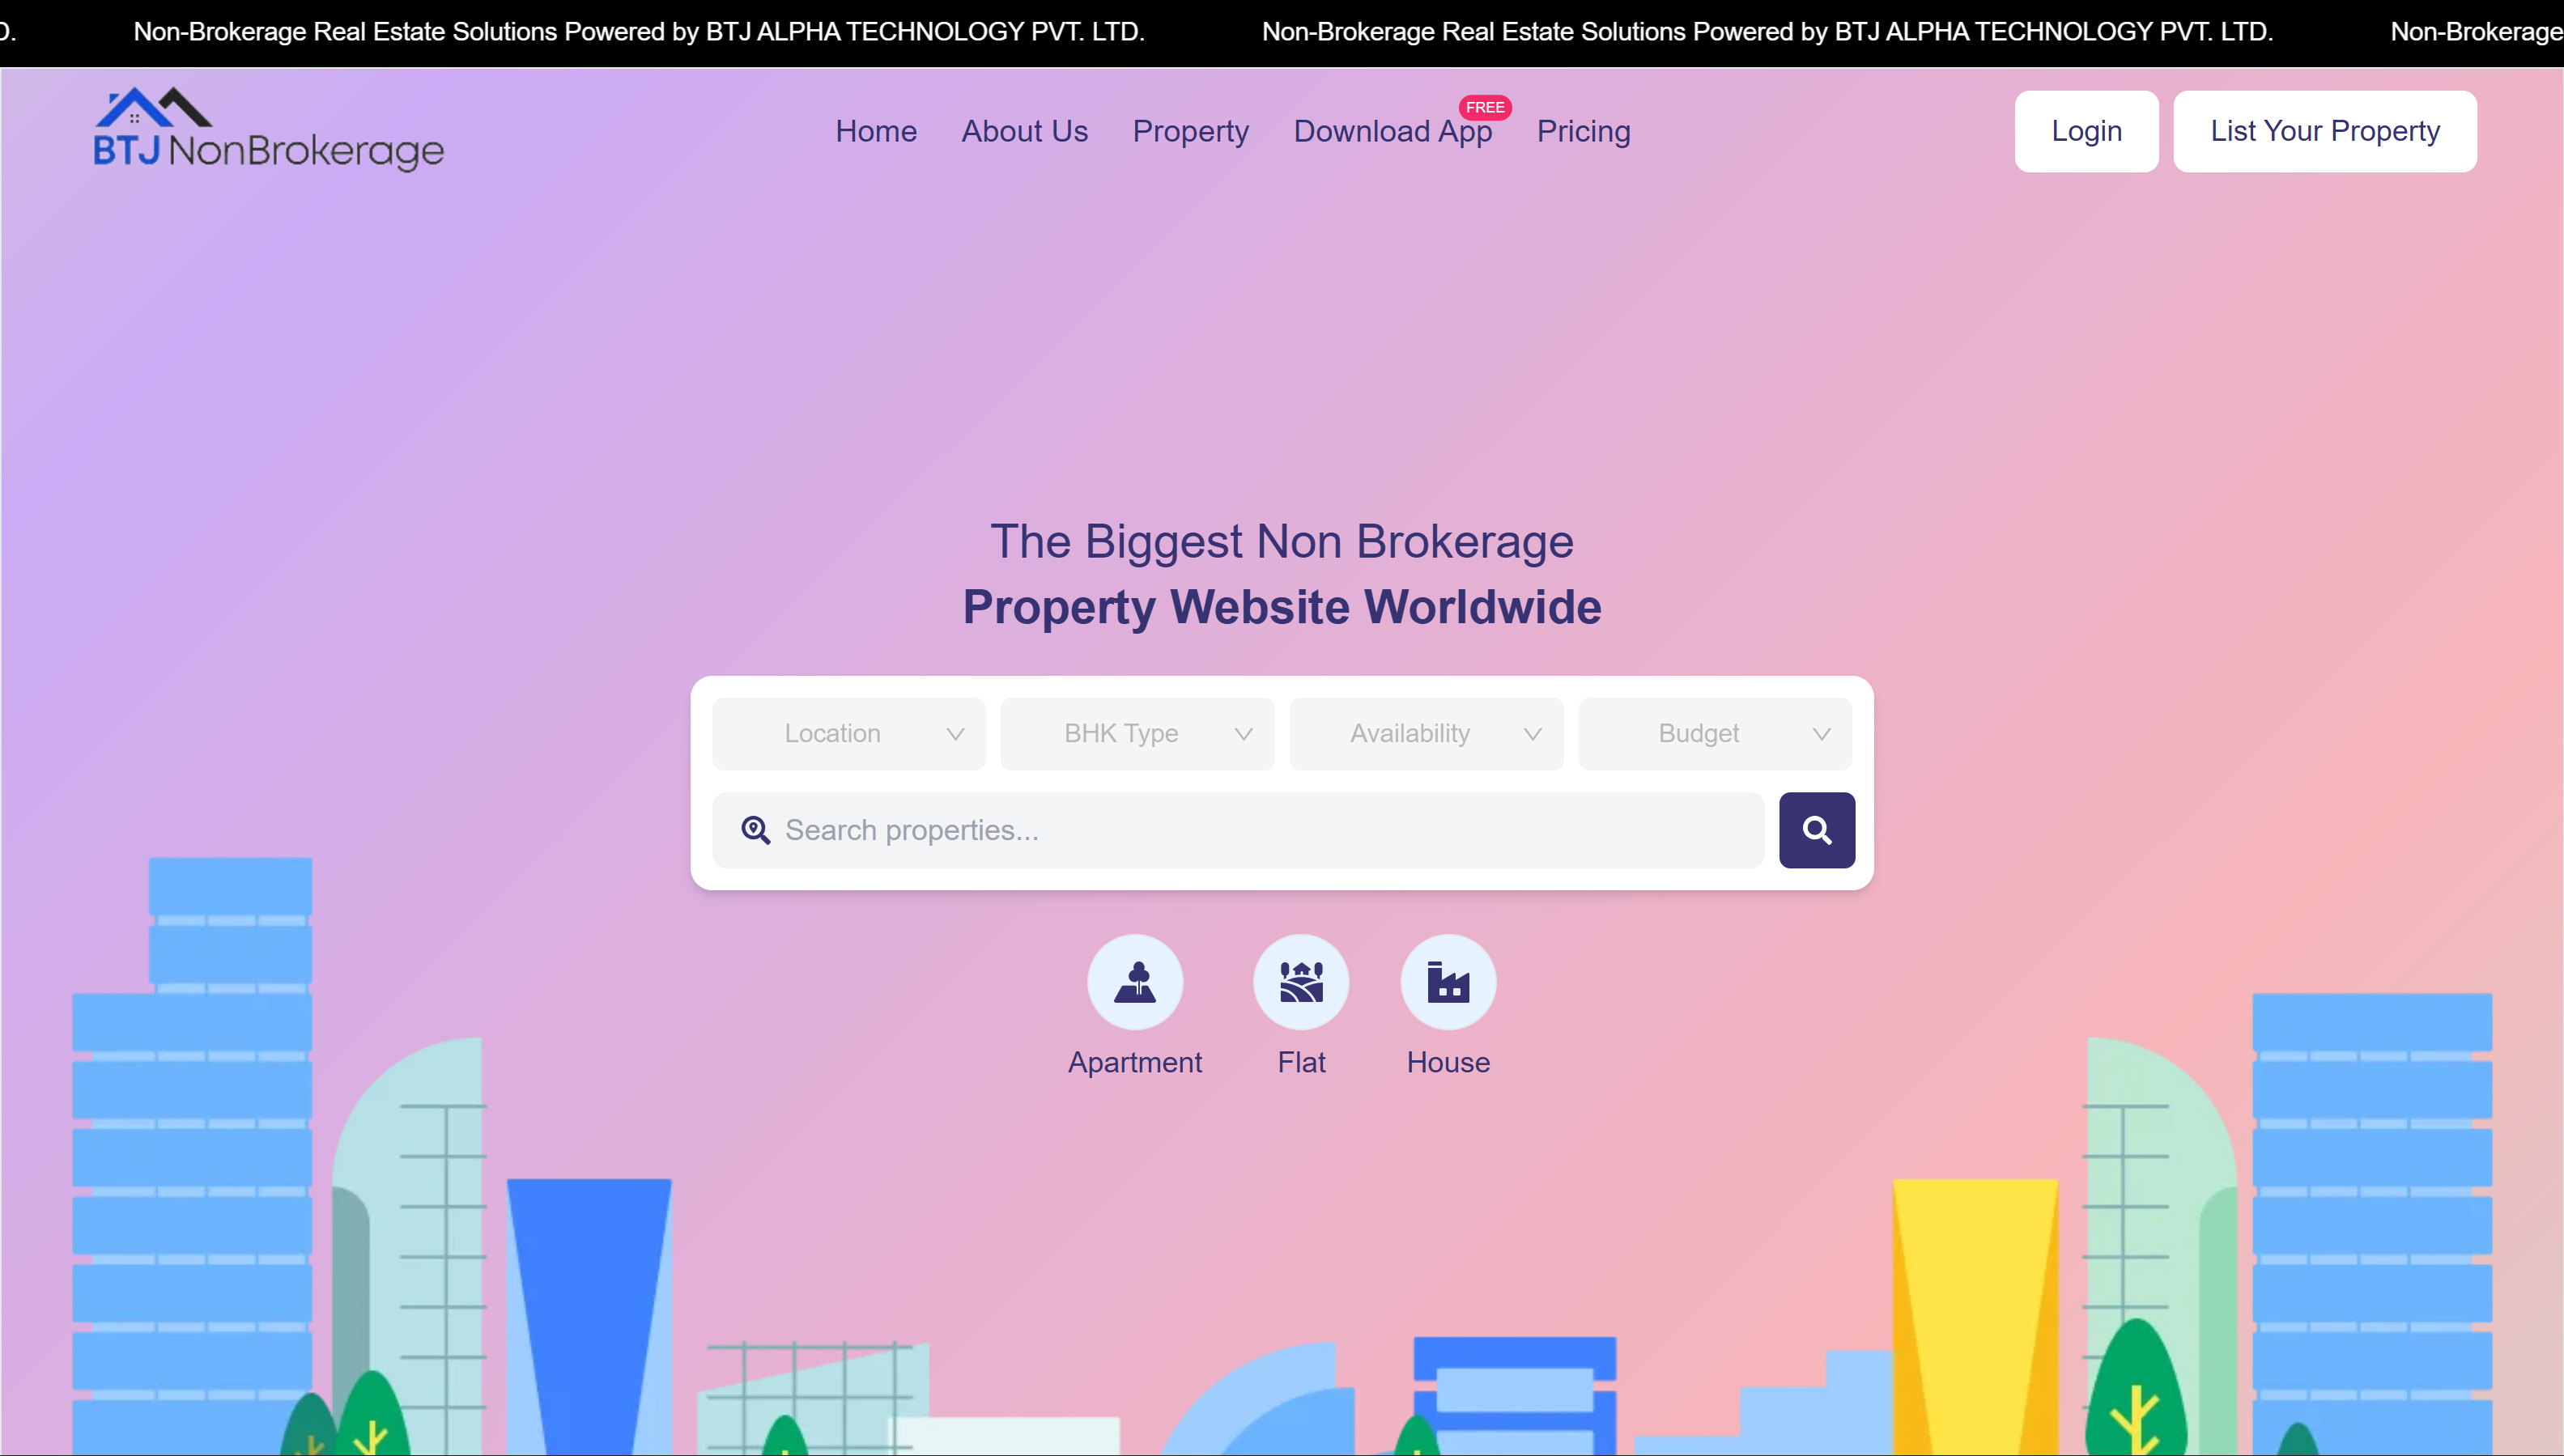 D. Non-Brokerage Real Estate Solutions Powered by BTJ ALPHA TECHNOLOGY PVT. LTD. Non-Brokerage Real Estate Solutions Powered by BTJ ALPHA TECHNOLOGY PVT. LTD. Non-Brokerage
BTJ NonBrokerage
Home About Us Property Download App FREE Pricing
Login List Your Property
The Biggest Non Brokerage
Property Website Worldwide
Location BHK Type Availability Budget
Search properties...
Apartment Flat House